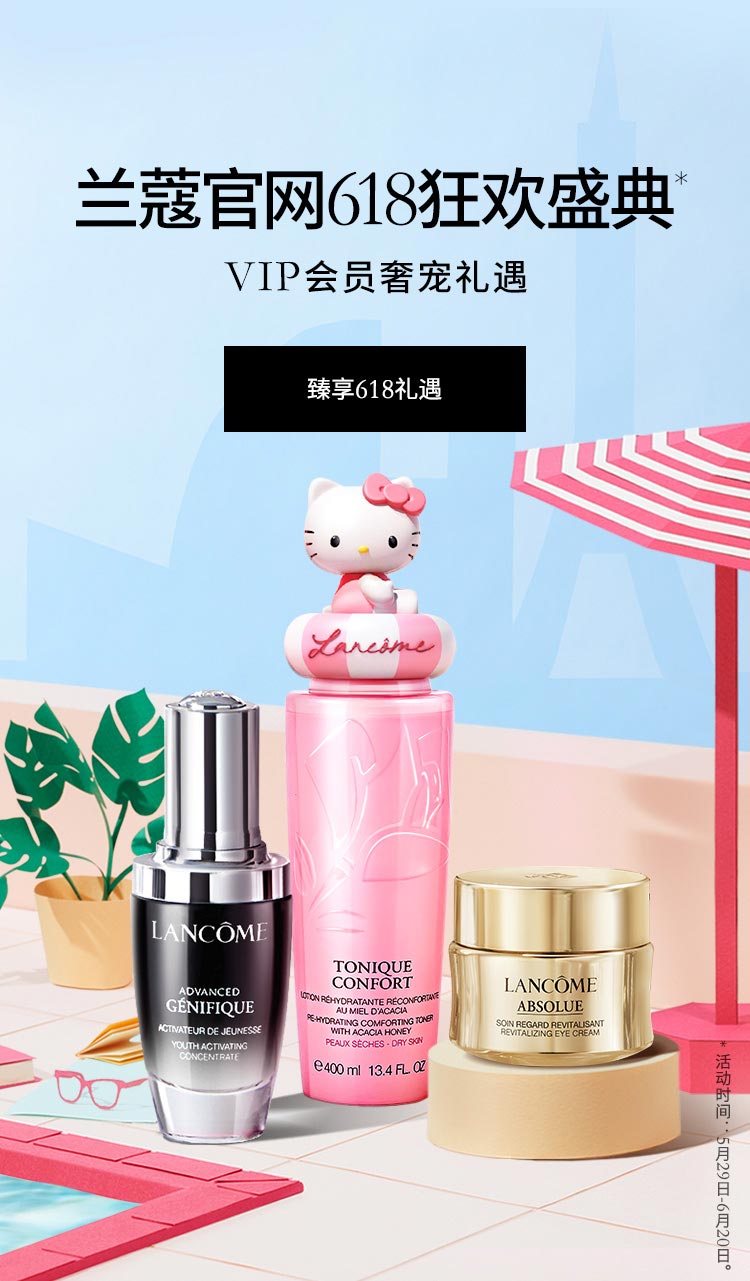 兰蔻官网618狂欢盛典*
VIP会员奢宠礼遇
臻享618礼遇
Lancôme
LANCÔME
ADVANCED
GÉNIFIQUE
ACTIVATEUR DE JEUNESSE
YOUTH ACTIVATING
CONCENTRATE
TONIQUE
CONFORT
LOTION RÉHYDRATANTE RÉCONFORTANTE
AU MIEL D'ACACIA
RE-HYDRATING COMFORTING TONER
WITH ACACIA HONEY
PEAUX SÈCHES - DRY SKIN
e 400 ml 13.4 FL. OZ
LANCÔME
ABSOLUE
SOIN REGARD REVITALISANT
REVITALIZING EYE CREAM
*活动时间：5月29日-6月20日。